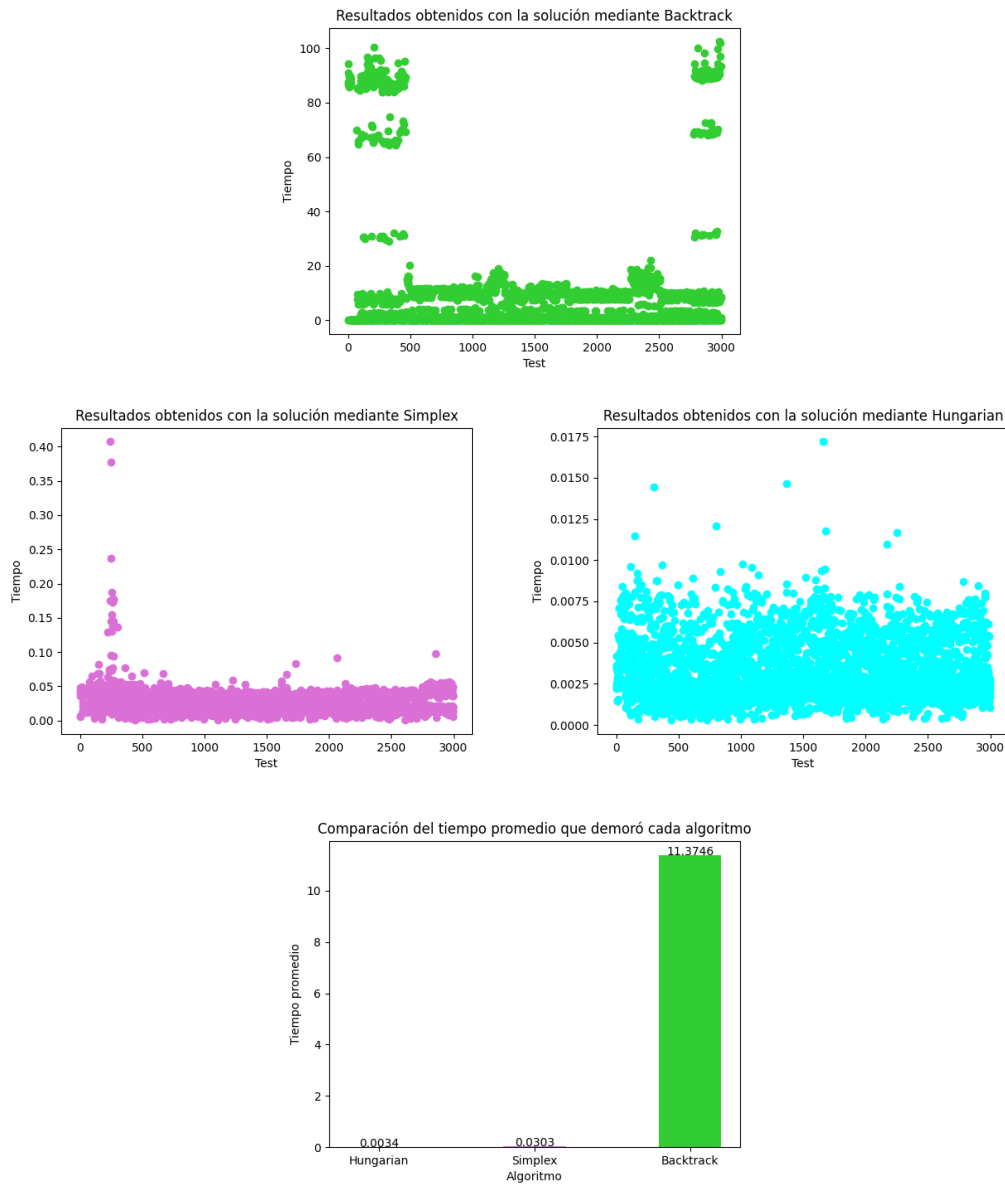 Resultados obtenidos con la solución mediante Backtrack
100
80
60
40
20
0
Tiempo
0 500 1000 1500 2000 2500 3000
Test
Resultados obtenidos con la solución mediante Simplex
0.40
0.35
0.30
0.25
0.20
0.15
0.10
0.05
0.00
Tiempo
0 500 1000 1500 2000 2500 3000
Test
Resultados obtenidos con la solución mediante Hungarian
0.0175
0.0150
0.0125
0.0100
0.0075
0.0050
0.0025
0.0000
Tiempo
0 500 1000 1500 2000 2500 3000
Test
Comparación del tiempo promedio que demoró cada algoritmo
11.3746
10
8
6
4
2
0
Tiempo promedio
0.0034 0.0303
Hungarian Simplex Backtrack
Algoritmo